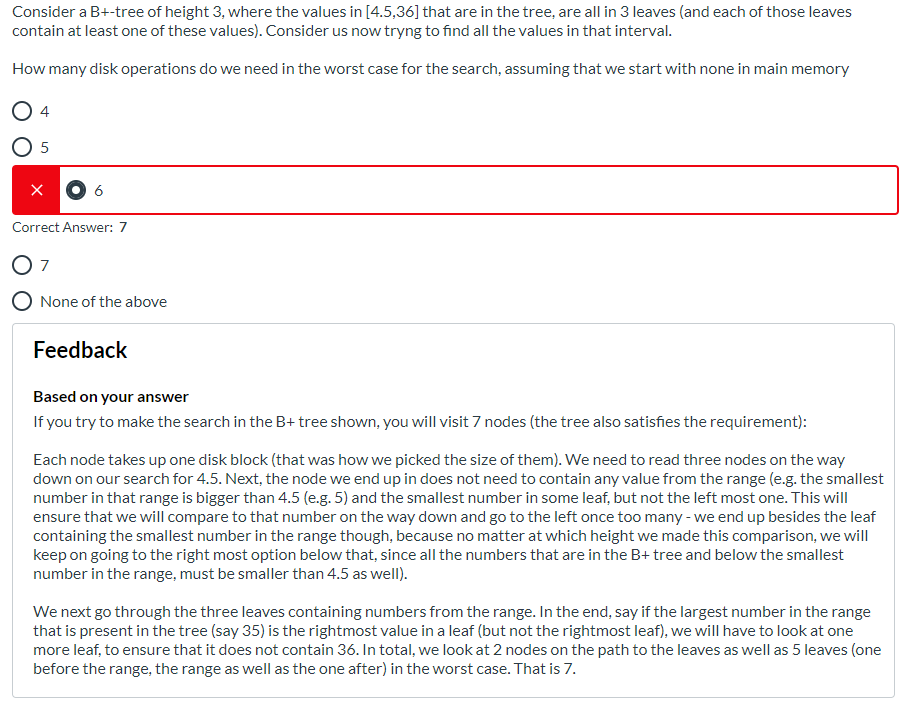 Consider a B+-tree of height 3, where the values in [4.5,36] that are in the tree, are all in 3 leaves (and each of those leaves
contain at least one of these values). Consider us now tryng to find all the values in that interval.
How many disk operations do we need in the worst case for the search, assuming that we start with none in main memory
4
5
6
Correct Answer: 7
7
None of the above
Feedback
Based on your answer
If you try to make the search in the B+ tree shown, you will visit 7 nodes (the tree also satisfies the requirement):
Each node takes up one disk block (that was how we picked the size of them). We need to read three nodes on the way
down on our search for 4.5. Next, the node we end up in does not need to contain any value from the range (e.g. the smallest
number in that range is bigger than 4.5 (e.g. 5) and the smallest number in some leaf, but not the left most one. This will
ensure that we will compare to that number on the way down and go to the left once too many - we end up besides the leaf
containing the smallest number in the range though, because no matter at which height we made this comparison, we will
keep on going to the right most option below that, since all the numbers that are in the B+ tree and below the smallest
number in the range, must be smaller than 4.5 as well).
We next go through the three leaves containing numbers from the range. In the end, say if the largest number in the range
that is present in the tree (say 35) is the rightmost value in a leaf (but not the rightmost leaf), we will have to look at one
more leaf, to ensure that it does not contain 36. In total, we look at 2 nodes on the path to the leaves as well as 5 leaves (one
before the range, the range as well as the one after) in the worst case. That is 7.